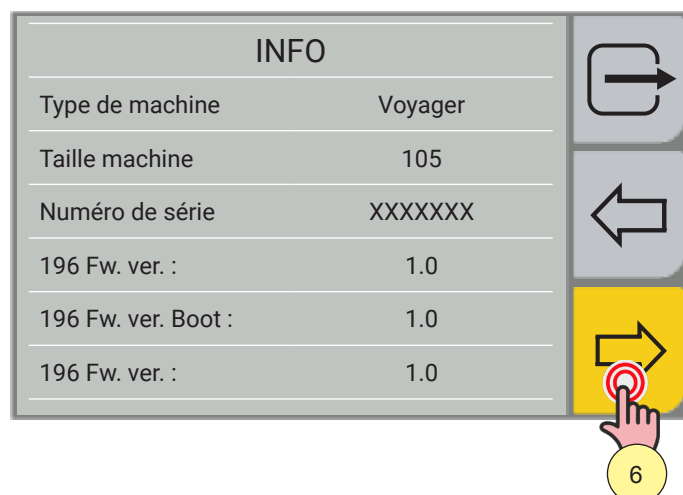 INFO
Type de machine Voyager
Taille machine 105
Numéro de série XXXXXXX
196 Fw. ver. : 1.0
196 Fw. ver. Boot : 1.0
196 Fw. ver. : 1.0
6